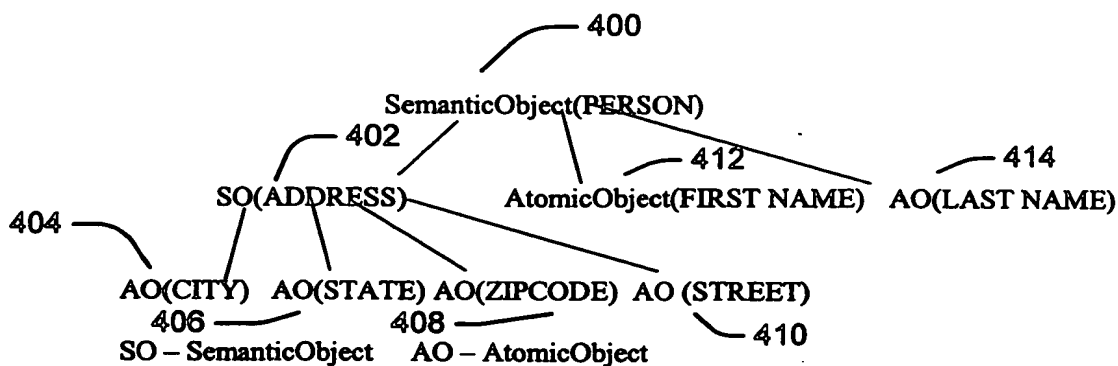 400
SemanticObject(PERSON)
402
412
414
SO(ADDRESS)
AtomicObject(FIRST NAME)
AO(LAST NAME)
404
AO(CITY)
AO(STATE)
AO(ZIPCODE)
AO (STREET)
406
408
410
SO – SemanticObject
AO – AtomicObject